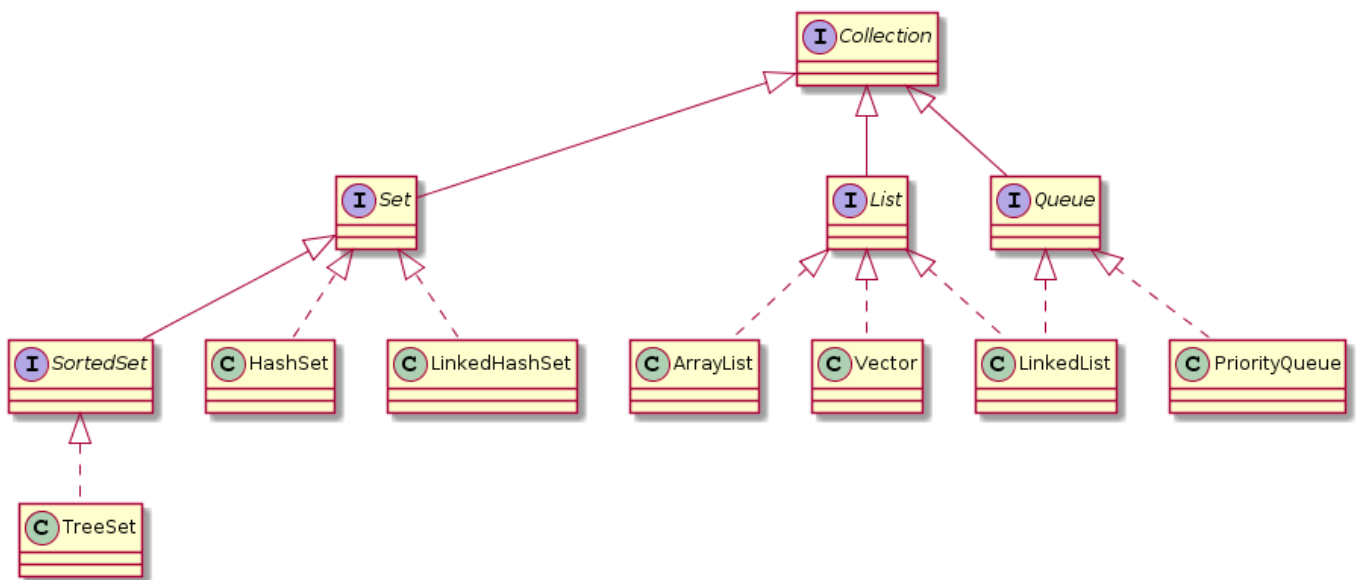 I Collection
I Set
I List
I Queue
I SortedSet
C HashSet
C LinkedHashSet
C ArrayList
C Vector
C LinkedList
C PriorityQueue
C TreeSet